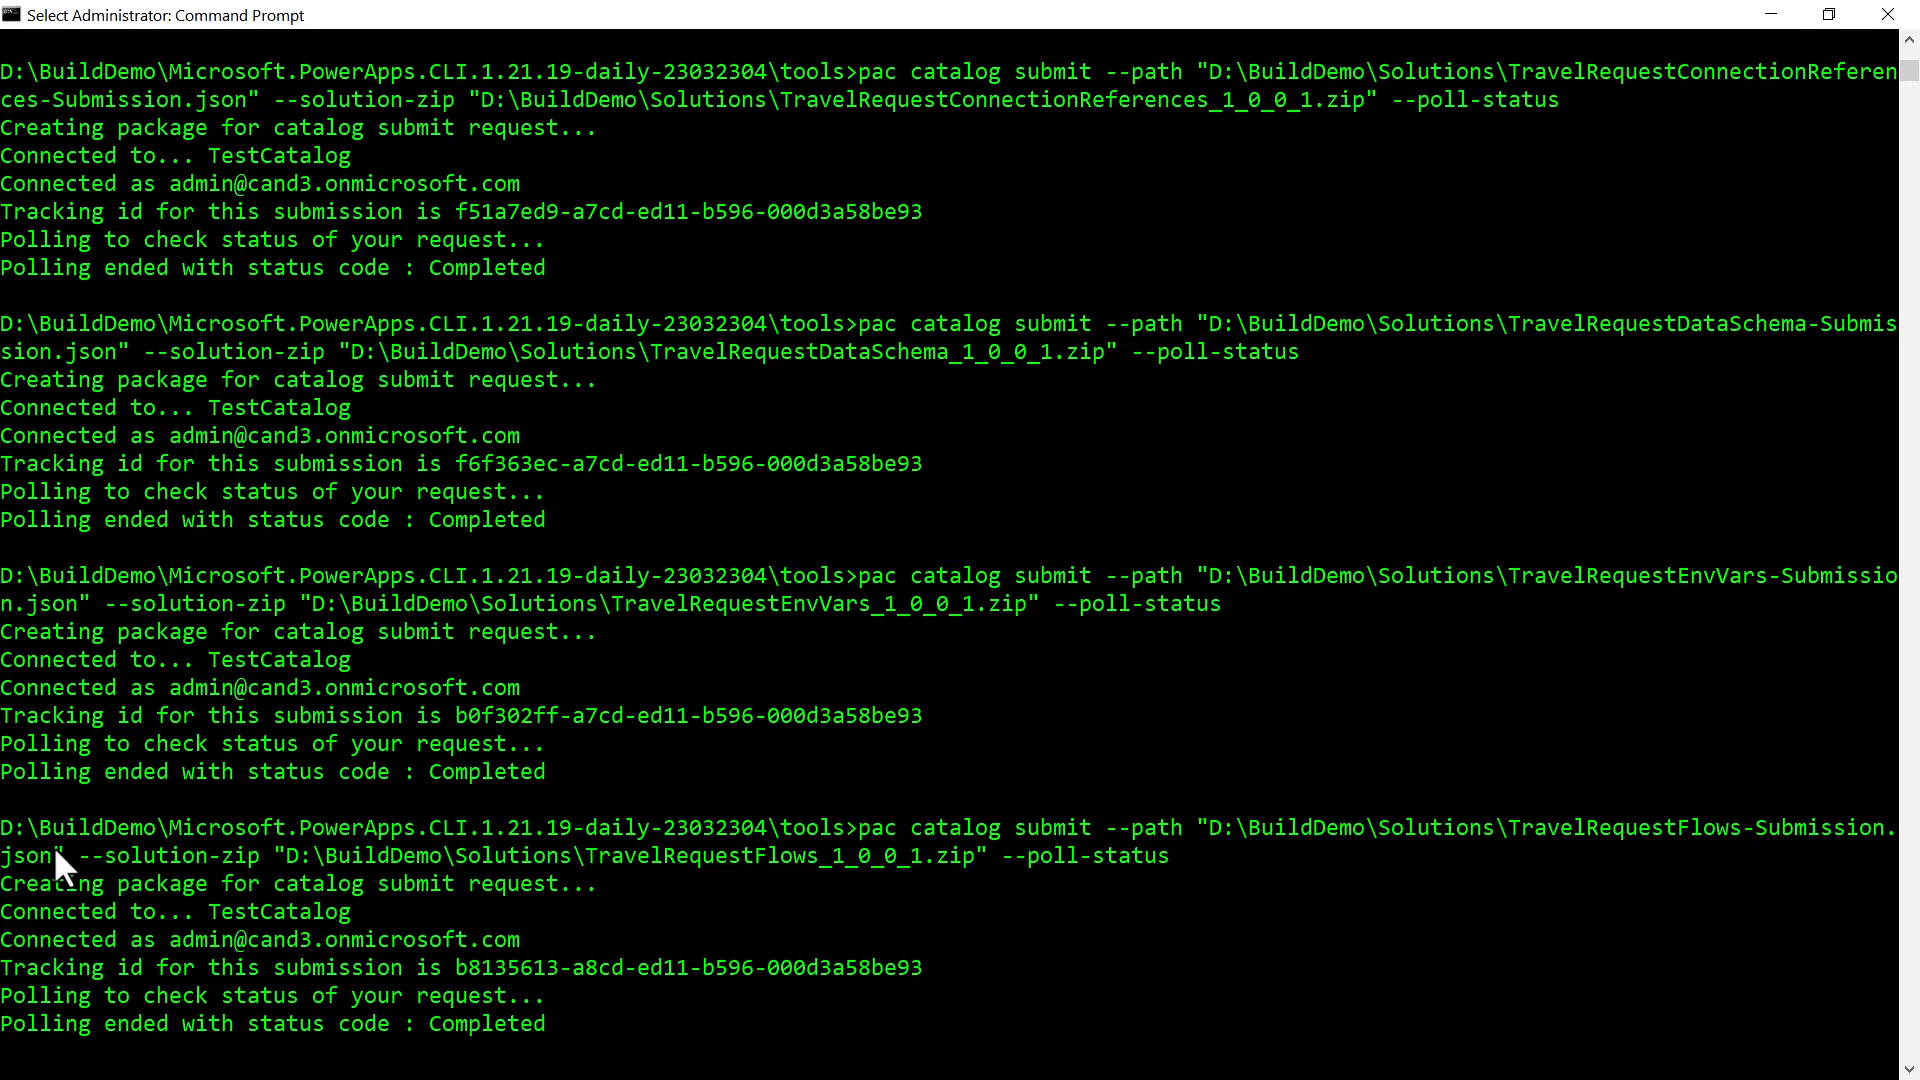 Select Administrator: Command Prompt
D:\BuildDemo\Microsoft.PowerApps.CLI.1.21.19-daily-23032304\tools>pac catalog submit --path "D:\BuildDemo\Solutions\TravelRequestConnectionReferen
ces-Submission.json" --solution-zip "D:\BuildDemo\Solutions\TravelRequestConnectionReferences_1_0_0_1.zip" --poll-status
Creating package for catalog submit request...
Connected to... TestCatalog
Connected as admin@cand3.onmicrosoft.com
Tracking id for this submission is f51a7ed9-a7cd-ed11-b596-000d3a58be93
Polling to check status of your request...
Polling ended with status code : Completed
D:\BuildDemo\Microsoft.PowerApps.CLI.1.21.19-daily-23032304\tools>pac catalog submit --path "D:\BuildDemo\Solutions\TravelRequestDataSchema-Submis
sion.json" --solution-zip "D:\BuildDemo\Solutions\TravelRequestDataSchema_1_0_0_1.zip" --poll-status
Creating package for catalog submit request...
Connected to... TestCatalog
Connected as admin@cand3.onmicrosoft.com
Tracking id for this submission is f6f363ec-a7cd-ed11-b596-000d3a58be93
Polling to check status of your request...
Polling ended with status code : Completed
D:\BuildDemo\Microsoft.PowerApps.CLI.1.21.19-daily-23032304\tools>pac catalog submit --path "D:\BuildDemo\Solutions\TravelRequestEnvVars-Submissio
n.json" --solution-zip "D:\BuildDemo\Solutions\TravelRequestEnvVars_1_0_0_1.zip" --poll-status
Creating package for catalog submit request...
Connected to... TestCatalog
Connected as admin@cand3.onmicrosoft.com
Tracking id for this submission is b0f302ff-a7cd-ed11-b596-000d3a58be93
Polling to check status of your request...
Polling ended with status code : Completed
D:\BuildDemo\Microsoft.PowerApps.CLI.1.21.19-daily-23032304\tools>pac catalog submit --path "D:\BuildDemo\Solutions\TravelRequestFlows-Submission.
json" --solution-zip "D:\BuildDemo\Solutions\TravelRequestFlows_1_0_0_1.zip" --poll-status
Creating package for catalog submit request...
Connected to... TestCatalog
Connected as admin@cand3.onmicrosoft.com
Tracking id for this submission is b8135613-a8cd-ed11-b596-000d3a58be93
Polling to check status of your request...
Polling ended with status code : Completed